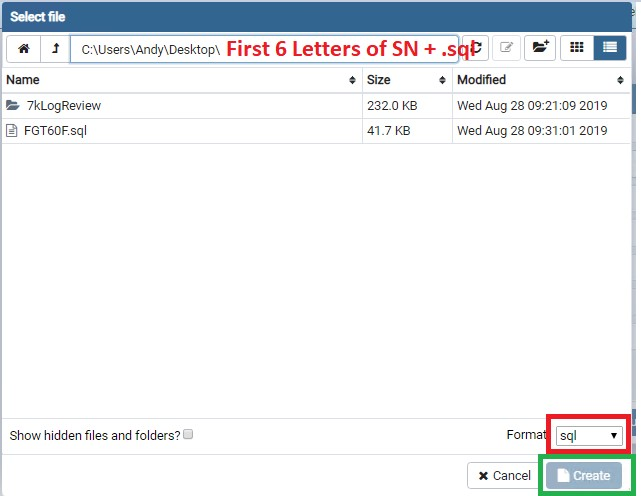 Select file
C:\Users\Andy\Desktop\ First 6 Letters of SN + .sql
Name Size Modified
7kLogReview 232.0 KB Wed Aug 28 09:21:09 2019
FGT60F.sql 41.7 KB Wed Aug 28 09:31:01 2019
Show hidden files and folders? Format sql
Cancel Create